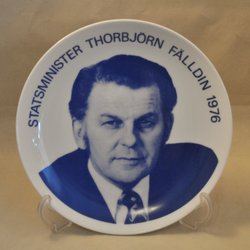 STATSMINISTER THORBJÖRN FÄLLDIN 1976